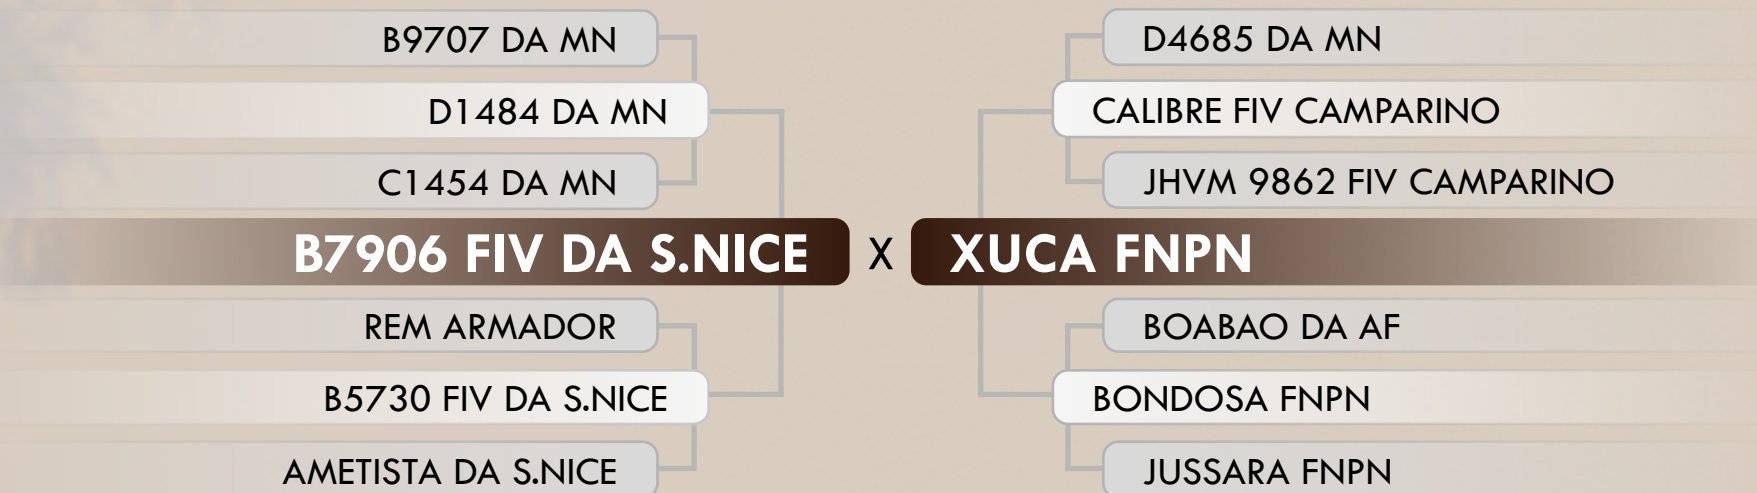 B9707 DA MN
D1484 DA MN
C1454 DA MN
B7906 FIV DA S.NICE X XUCA FNPN
REM ARMADOR
B5730 FIV DA S.NICE
AMETISTA DA S.NICE
D4685 DA MN
CALIBRE FIV CAMPARINO
JHVM 9862 FIV CAMPARINO
BOABAO DA AF
BONDOSA FNPN
JUSSARA FNPN